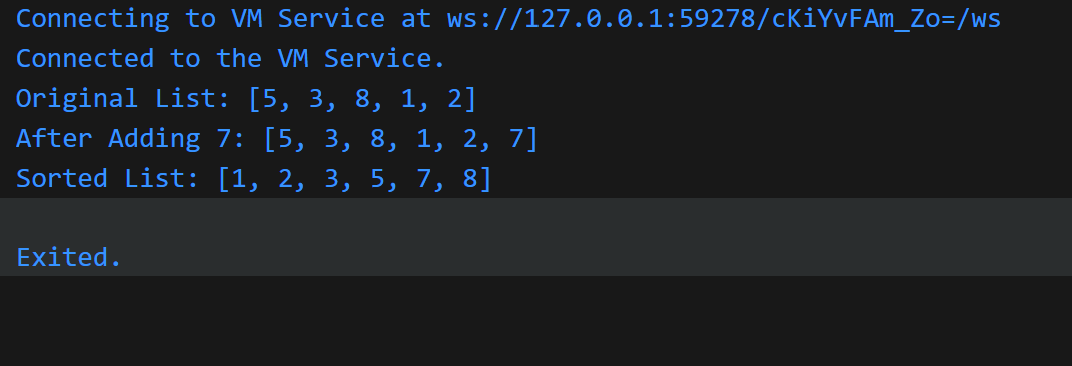 Connecting to VM Service at ws://127.0.0.1:59278/cKiYvFAm_Zo=/ws
Connected to the VM Service.
Original List: [5, 3, 8, 1, 2]
After Adding 7: [5, 3, 8, 1, 2, 7]
Sorted List: [1, 2, 3, 5, 7, 8]
Exited.